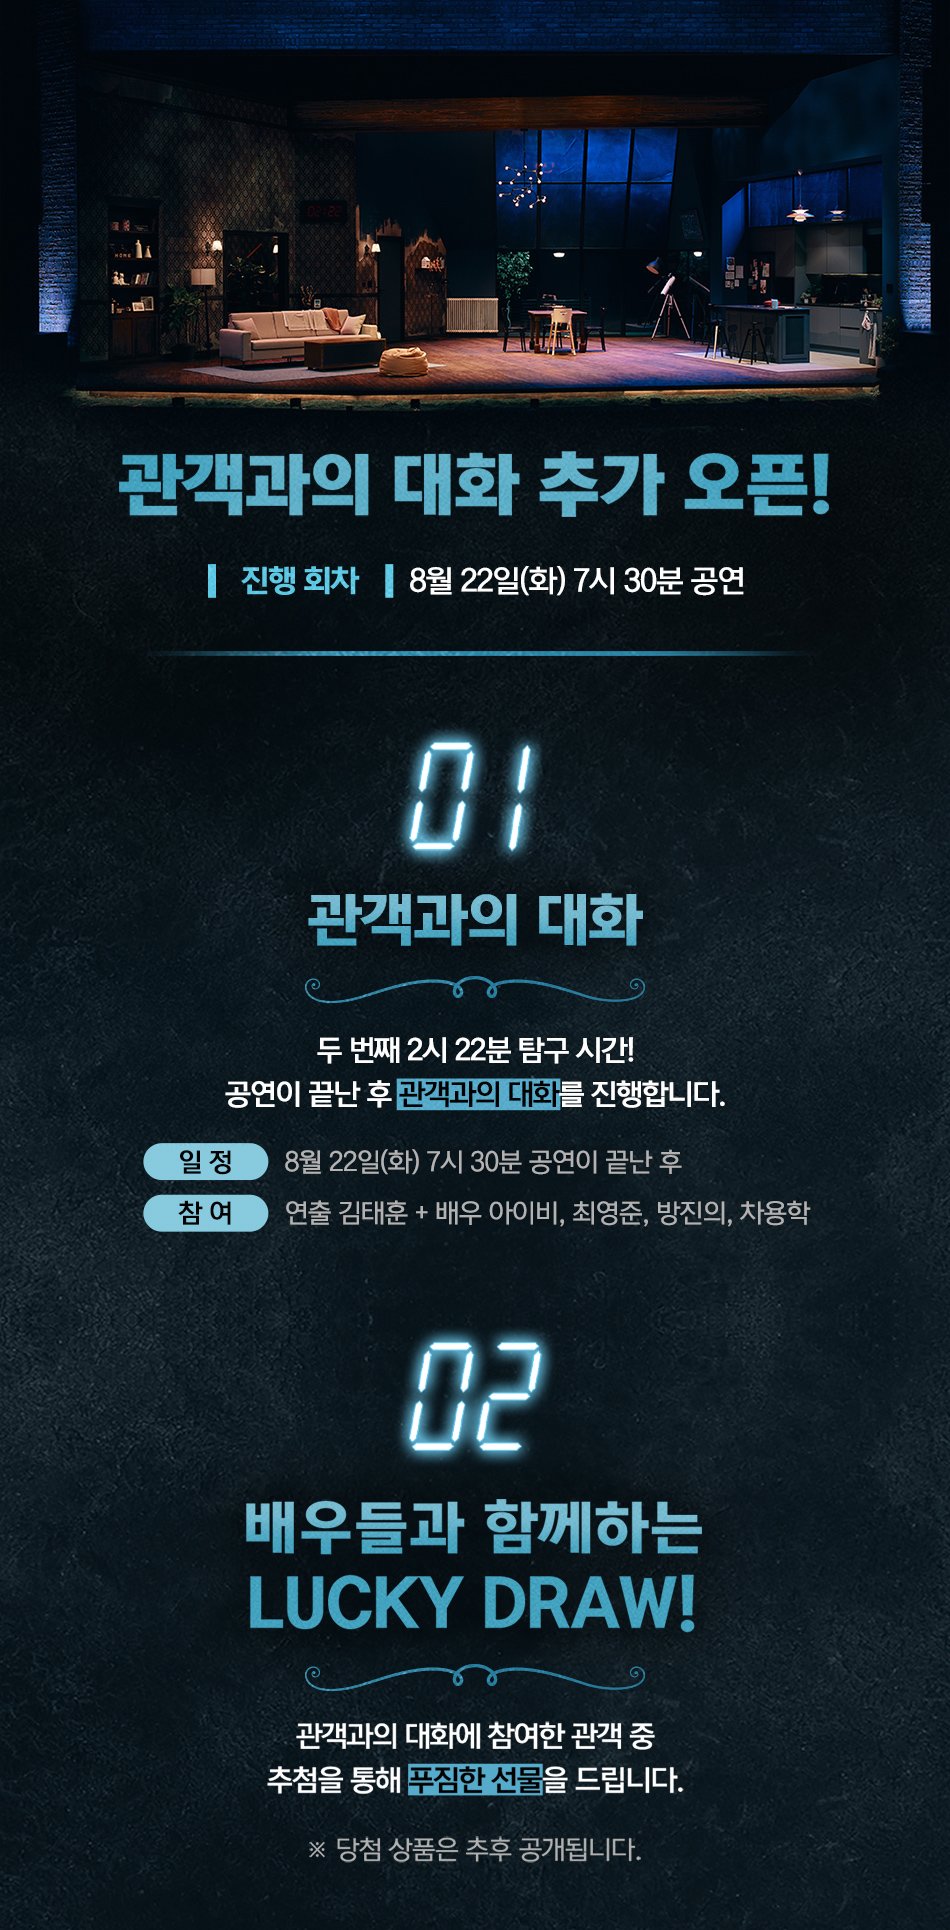 HOME
관객과의 대화 추가 오픈!
진행 회차 8월 22일(화) 7시 30분 공연
01
관객과의 대화
두 번째 2시 22분 탐구 시간!
공연이 끝난 후 관객과의 대화를 진행합니다.
일 정 8월 22일(화) 7시 30분 공연이 끝난 후
참 여 연출 김태훈 + 배우 아이비, 최영준, 방진의, 차용학
02
배우들과 함께하는
LUCKY DRAW!
관객과의 대화에 참여한 관객 중
추첨을 통해 푸짐한 선물을 드립니다.
※ 당첨 상품은 추후 공개됩니다.